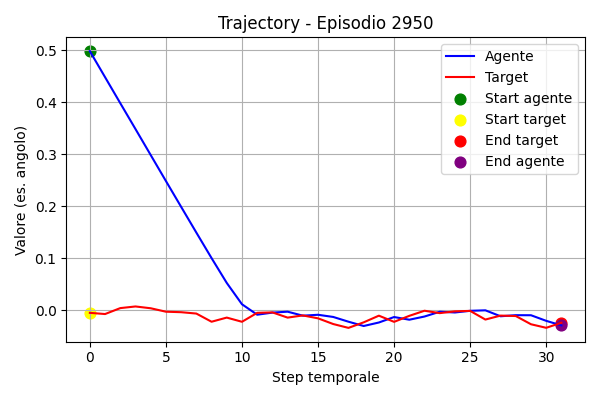 Trajectory - Episodio 2950
Agente
Target
Start agente
Start target
End target
End agente
Valore (es. angolo)
0.5
0.4
0.3
0.2
0.1
0.0
0 5 10 15 20 25 30
Step temporale